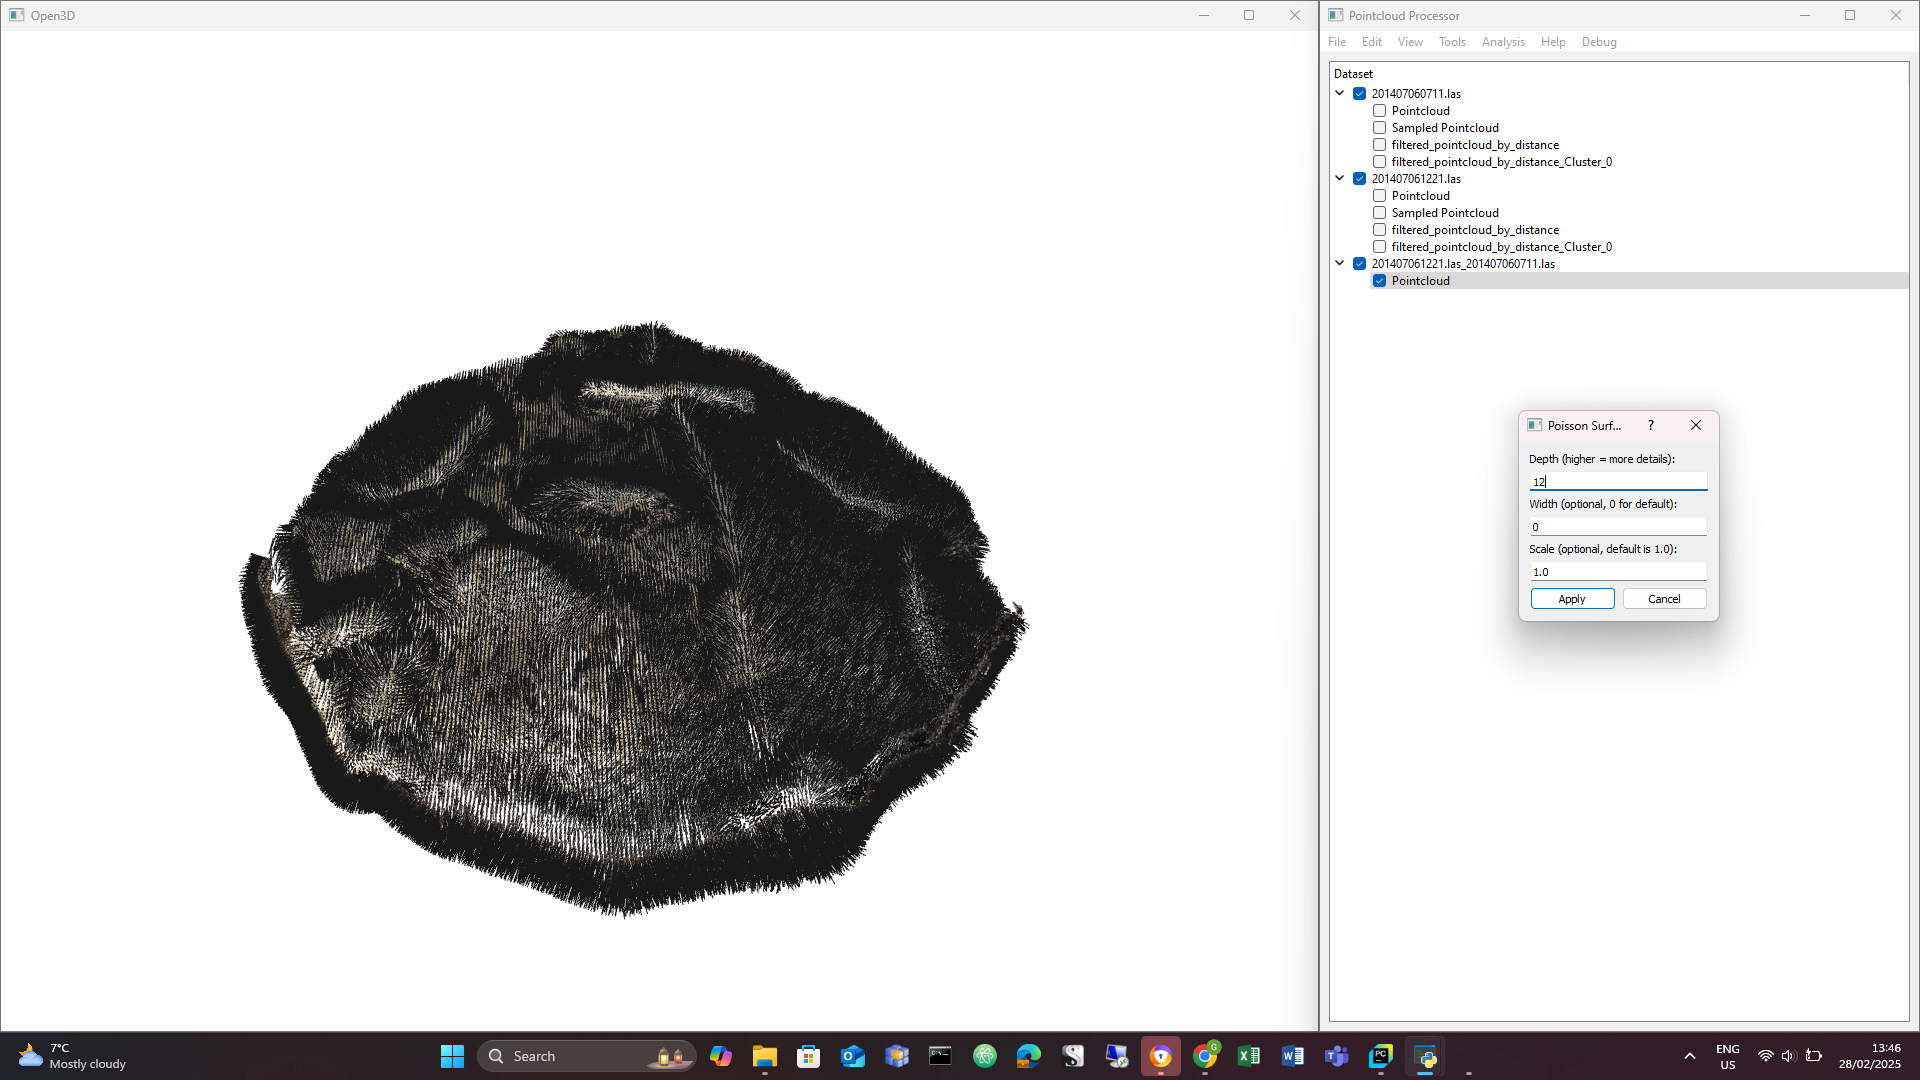 Open3D
Pointcloud Processor
File Edit View Tools Analysis Help Debug
Dataset
201407060711.las
Pointcloud
Sampled Pointcloud
filtered_pointcloud_by_distance
filtered_pointcloud_by_distance_Cluster_0
201407061221.las
Pointcloud
Sampled Pointcloud
filtered_pointcloud_by_distance
filtered_pointcloud_by_distance_Cluster_0
201407061221.las_201407060711.las
Pointcloud
Poisson Surf... ?
Depth (higher = more details):
12
Width (optional, 0 for default):
0
Scale (optional, default is 1.0):
1.0
Apply Cancel
7°C
Mostly cloudy
Search
ENG
US
13:46
28/02/2025